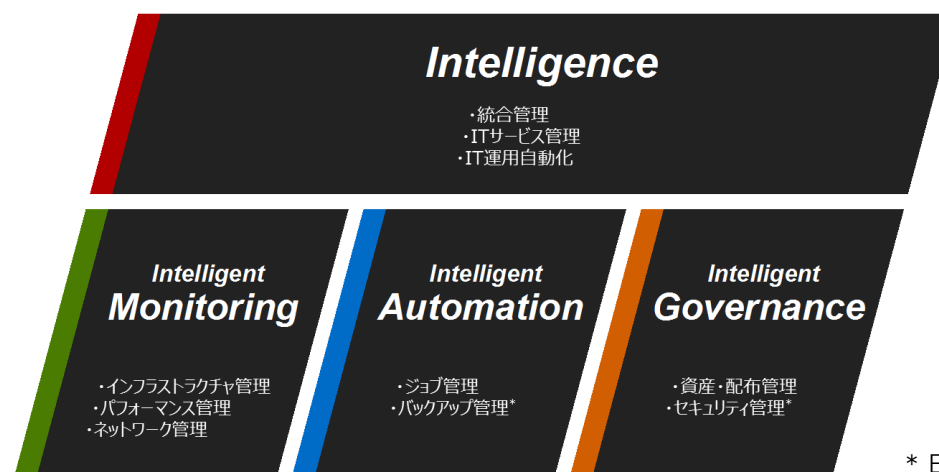 Intelligence
・統合管理
・ITサービス管理
・IT運用自動化
Intelligent
Monitoring
・インフラストラクチャ管理
・パフォーマンス管理
・ネットワーク管理
Intelligent
Automation
・ジョブ管理
・バックアップ管理*
Intelligent
Governance
・資産・配布管理
・セキュリティ管理*
*